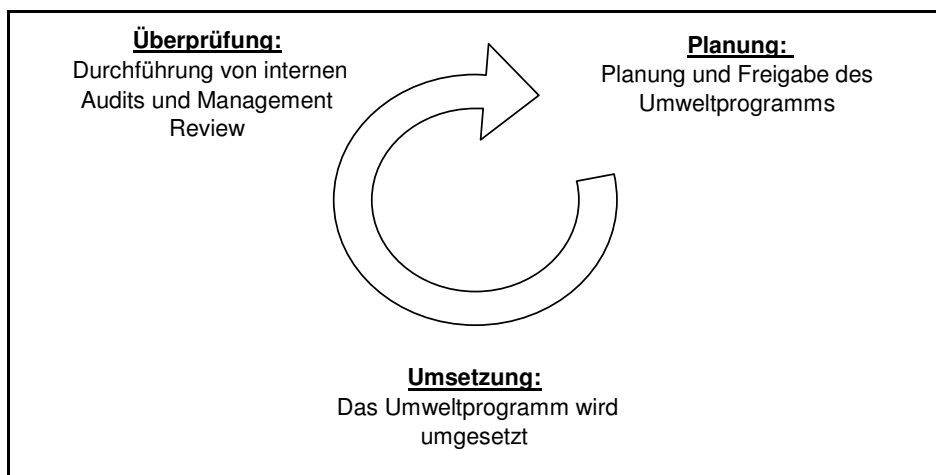 Überprüfung:
Durchführung von internen
Audits und Management
Review
Planung:
Planung und Freigabe des
Umweltprogramms
Umsetzung:
Das Umweltprogramm wird
umgesetzt